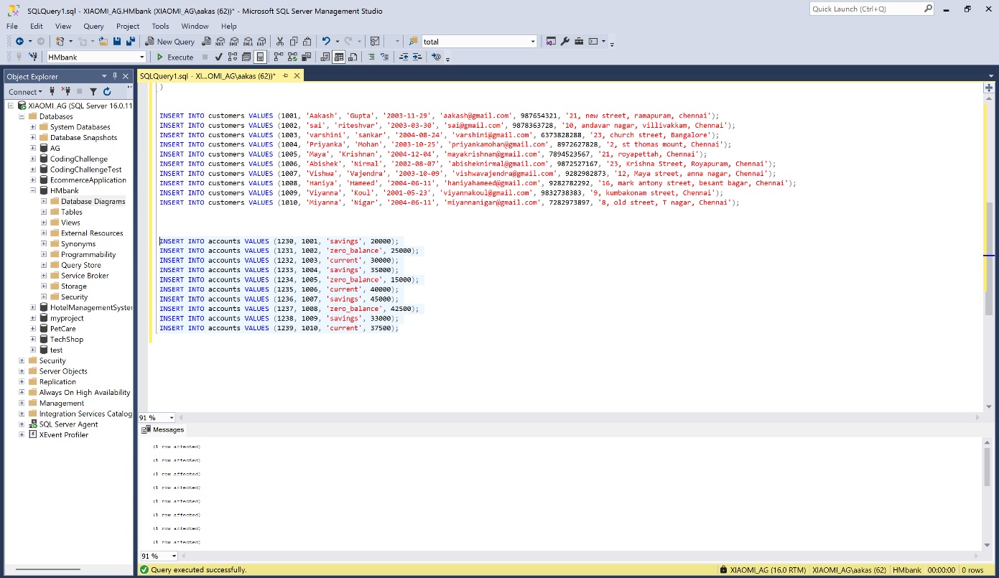 SQLQuery1.sql - XIAOMI_AG.HMbank (XIAOMI_AG\aakas (62))* - Microsoft SQL Server Management Studio
Quick Launch (Ctrl+Q)
File Edit View Query Project Tools Window Help
New Query MDX DMX XMLA DAX total
HMbank Execute
Object Explorer
Connect
XIAOMI_AG (SQL Server 16.0.11
Databases
System Databases
Database Snapshots
AG
CodingChallenge
CodingChallengeTest
EcommerceApplication
HMbank
Database Diagrams
Tables
Views
External Resources
Synonyms
Programmability
Query Store
Service Broker
Storage
Security
HotelManagementSyster
myproject
PetCare
TechShop
test
Security
Server Objects
Replication
Always On High Availability
Management
Integration Services Catalog
SQL Server Agent
XEvent Profiler
SQLQuery1.sql - XI...OMI_AG\aakas (62))*
)
INSERT INTO customers VALUES (1001, 'Aakash', 'Gupta', '2003-11-29', 'aakash@gmail.com', 987654321, '21, new street, ramapuram, chennai');
INSERT INTO customers VALUES (1002, 'sai', 'riteshvar', '2003-03-30', 'sai@gmail.com', 9878363728, '10, andavar nagar, villivakkam, Chennai');
INSERT INTO customers VALUES (1003, 'varshini', 'sankar', '2004-08-24', 'varshini@gmail.com', 6373828288, '23, church street, Bangalore');
INSERT INTO customers VALUES (1004, 'Priyanka', 'Mohan', '2003-10-25', 'priyankamohan@gmail.com', 8972627828, '2, st thomas mount, Chennai');
INSERT INTO customers VALUES (1005, 'Maya', 'Krishnan', '2004-12-04', 'mayakrishnan@gmail.com', 7894523567, '21, royapettah, Chennai');
INSERT INTO customers VALUES (1006, 'Abishek', 'Nirmal', '2002-08-07', 'abisheknirmal@gmail.com', 9872527167, '23, Krishna Street, Royapuram, Chennai');
INSERT INTO customers VALUES (1007, 'Vishwa', 'Vajendra', '2003-10-09', 'vishwavajendra@gmail.com', 9282982873, '12, Maya street, anna nagar, Chennai');
INSERT INTO customers VALUES (1008, 'Haniya', 'Hameed', '2004-06-11', 'haniyahameed@gmail.com', 9282782292, '16, mark antony street, besant bagar, Chennai');
INSERT INTO customers VALUES (1009, 'Viyanna', 'Koul', '2001-05-23', 'viyannakoul@gmail.com', 9832738383, '9, kumbakonam street, Chennai');
INSERT INTO customers VALUES (1010, 'Miyanna', 'Nigar', '2004-06-11', 'miyannanigar@gmail.com', 7282973897, '8, old street, T nagar, Chennai');
INSERT INTO accounts VALUES (1230, 1001, 'savings', 20000);
INSERT INTO accounts VALUES (1231, 1002, 'zero_balance', 25000);
INSERT INTO accounts VALUES (1232, 1003, 'current', 30000);
INSERT INTO accounts VALUES (1233, 1004, 'savings', 35000);
INSERT INTO accounts VALUES (1234, 1005, 'zero_balance', 15000);
INSERT INTO accounts VALUES (1235, 1006, 'current', 40000);
INSERT INTO accounts VALUES (1236, 1007, 'savings', 45000);
INSERT INTO accounts VALUES (1237, 1008, 'zero_balance', 42500);
INSERT INTO accounts VALUES (1238, 1009, 'savings', 33000);
INSERT INTO accounts VALUES (1239, 1010, 'current', 37500);
91 %
Messages
(1 row affected)
(1 row affected)
(1 row affected)
(1 row affected)
(1 row affected)
(1 row affected)
(1 row affected)
(1 row affected)
91 %
Query executed successfully. XIAOMI_AG (16.0 RTM) XIAOMI_AG\aakas (62) HMbank 00:00:00 0 rows